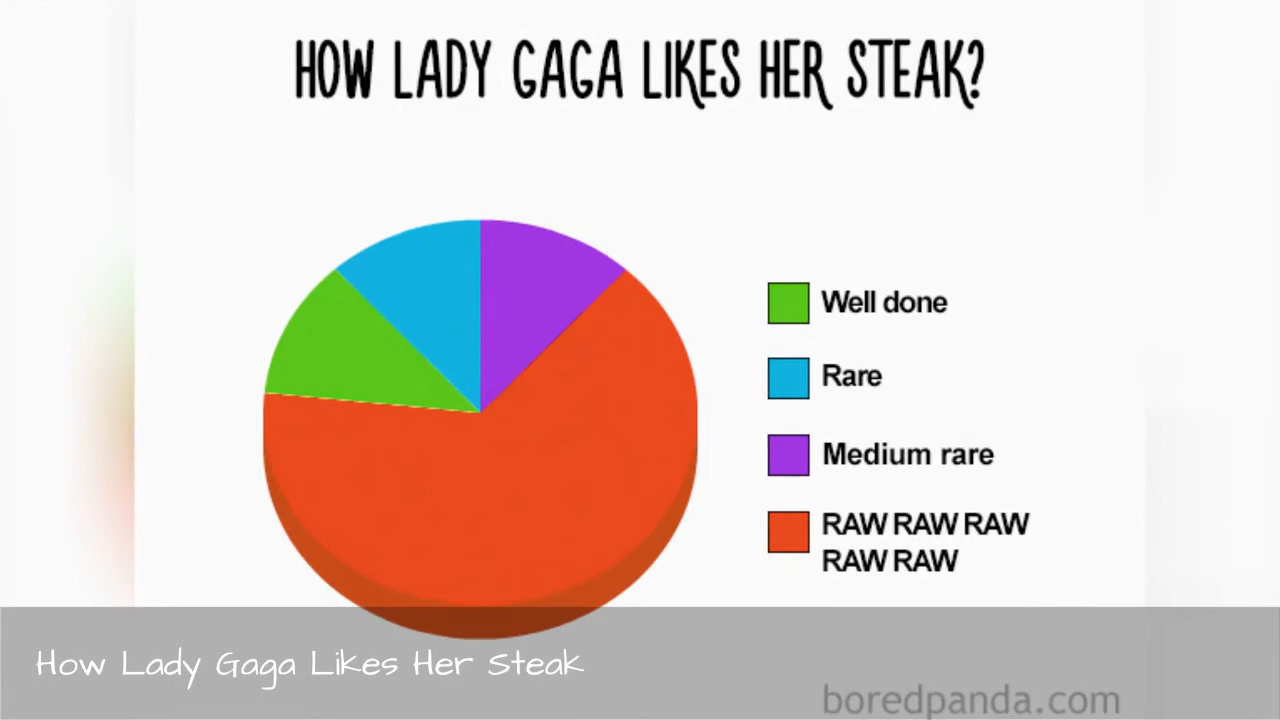 HOW LADY GAGA LIKES HER STEAK?
Well done
Rare
Medium rare
RAW RAW RAW
RAW RAW
How Lady Gaga Likes Her Steak
boredpanda.com